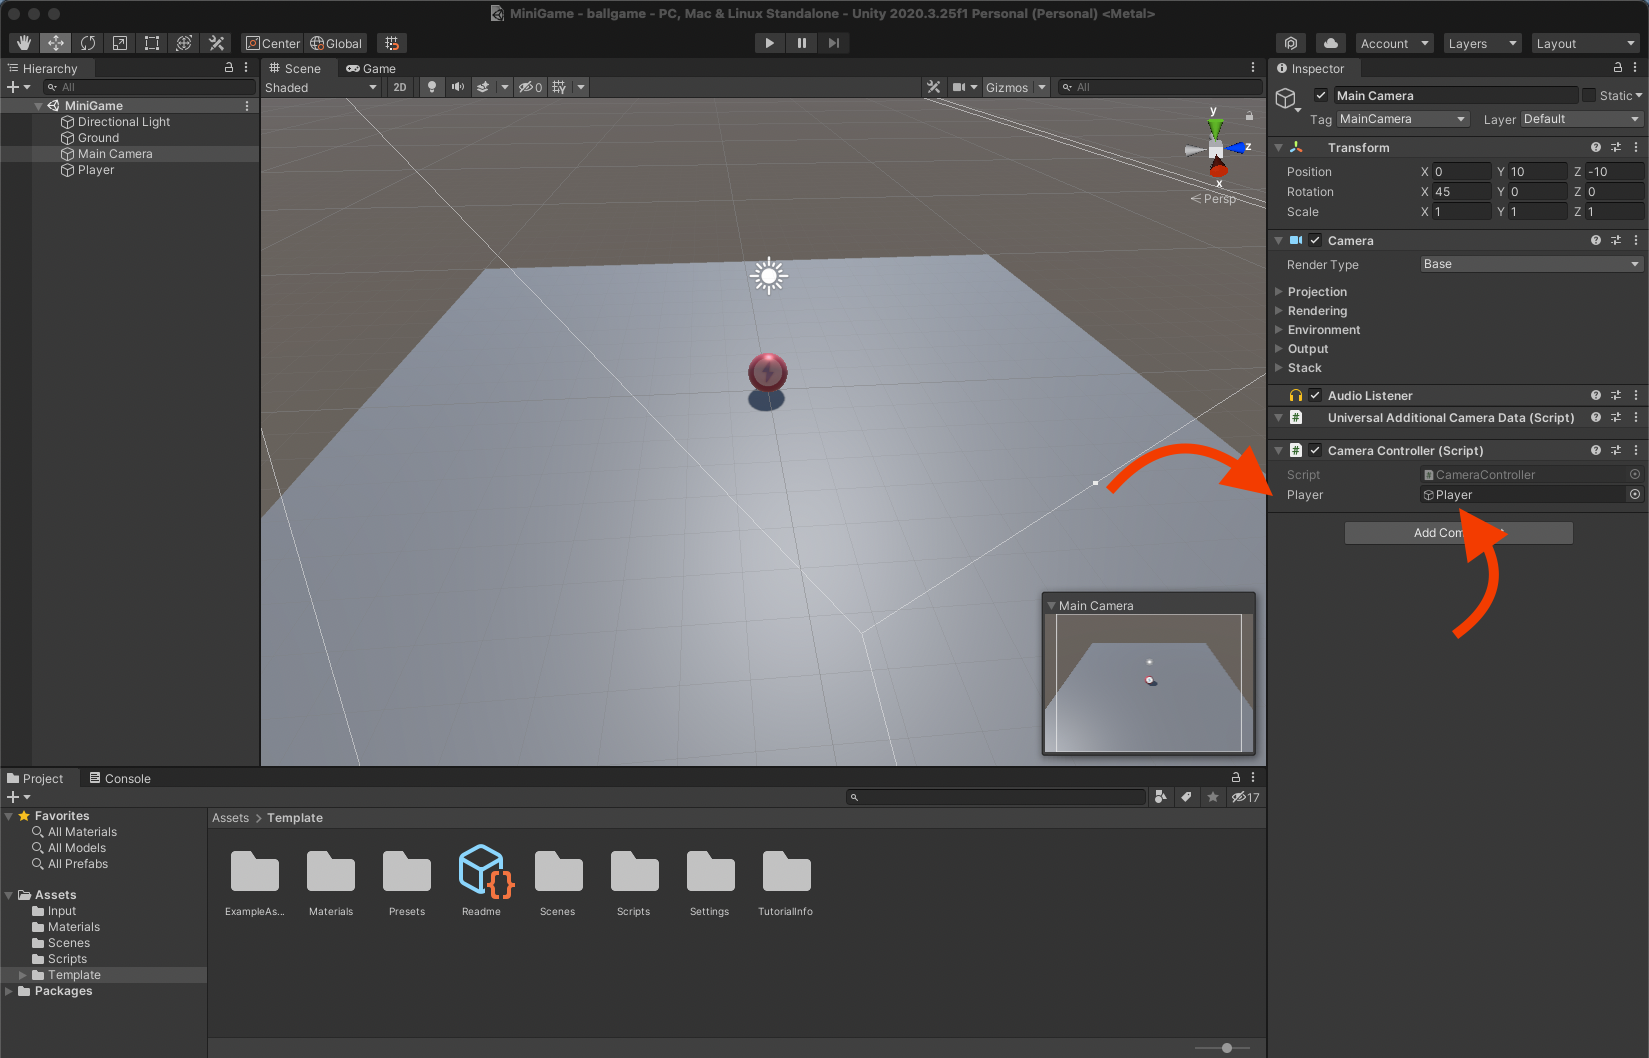 MiniGame - ballgame - PC, Mac & Linux Standalone - Unity 2020.3.25f1 Personal (Personal) <Metal>
Center Global
Account Layers Layout
Hierarchy
All
MiniGame
Directional Light
Ground
Main Camera
Player
Scene Game
Shaded 2D 0 Gizmos All
y
z
x
Persp
Main Camera
Inspector
Main Camera Static
Tag MainCamera Layer Default
Transform
Position X 0 Y 10 Z -10
Rotation X 45 Y 0 Z 0
Scale X 1 Y 1 Z 1
Camera
Render Type Base
Projection
Rendering
Environment
Output
Stack
Audio Listener
Universal Additional Camera Data (Script)
Camera Controller (Script)
Script CameraController
Player Player
Add Com
Project Console
17
Favorites
All Materials
All Models
All Prefabs
Assets
Input
Materials
Scenes
Scripts
Template
Packages
Assets > Template
ExampleAs... Materials Presets Readme Scenes Scripts Settings TutorialInfo